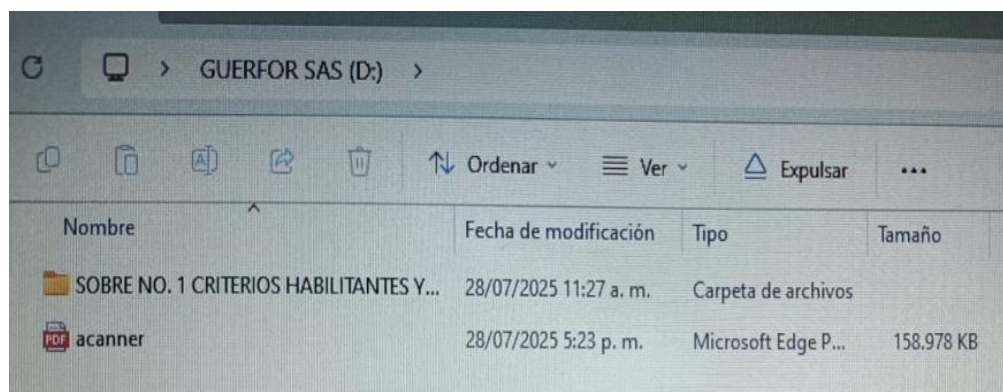 GUERFOR SAS (D:)
Ordenar Ver Expulsar ...
Nombre Fecha de modificación Tipo Tamaño
SOBRE NO. 1 CRITERIOS HABILITANTES Y... 28/07/2025 11:27 a. m. Carpeta de archivos
PDF acanner 28/07/2025 5:23 p. m. Microsoft Edge P... 158.978 KB